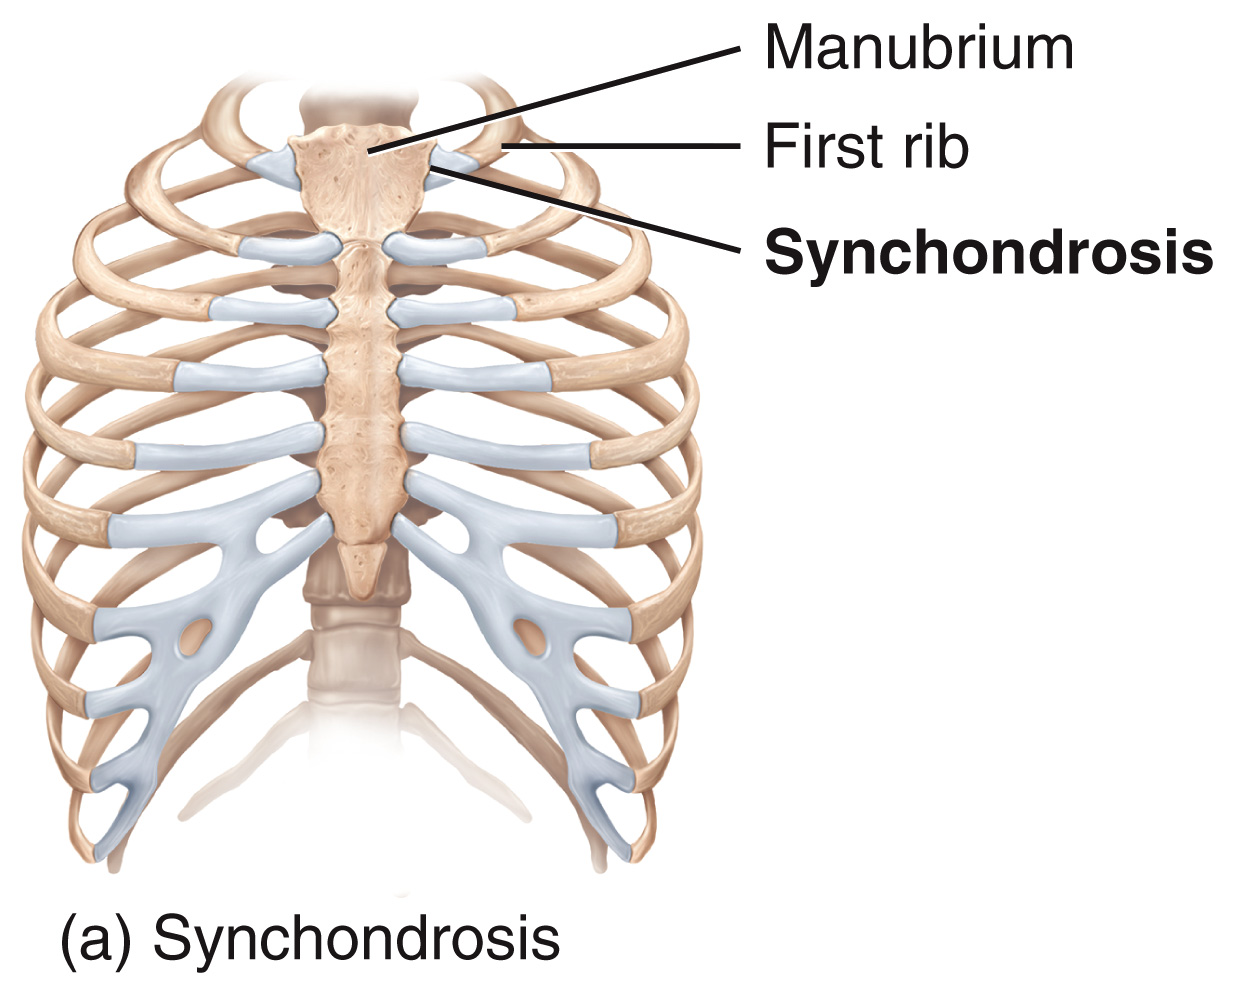 Manubrium
First rib
Synchondrosis
(a) Synchondrosis